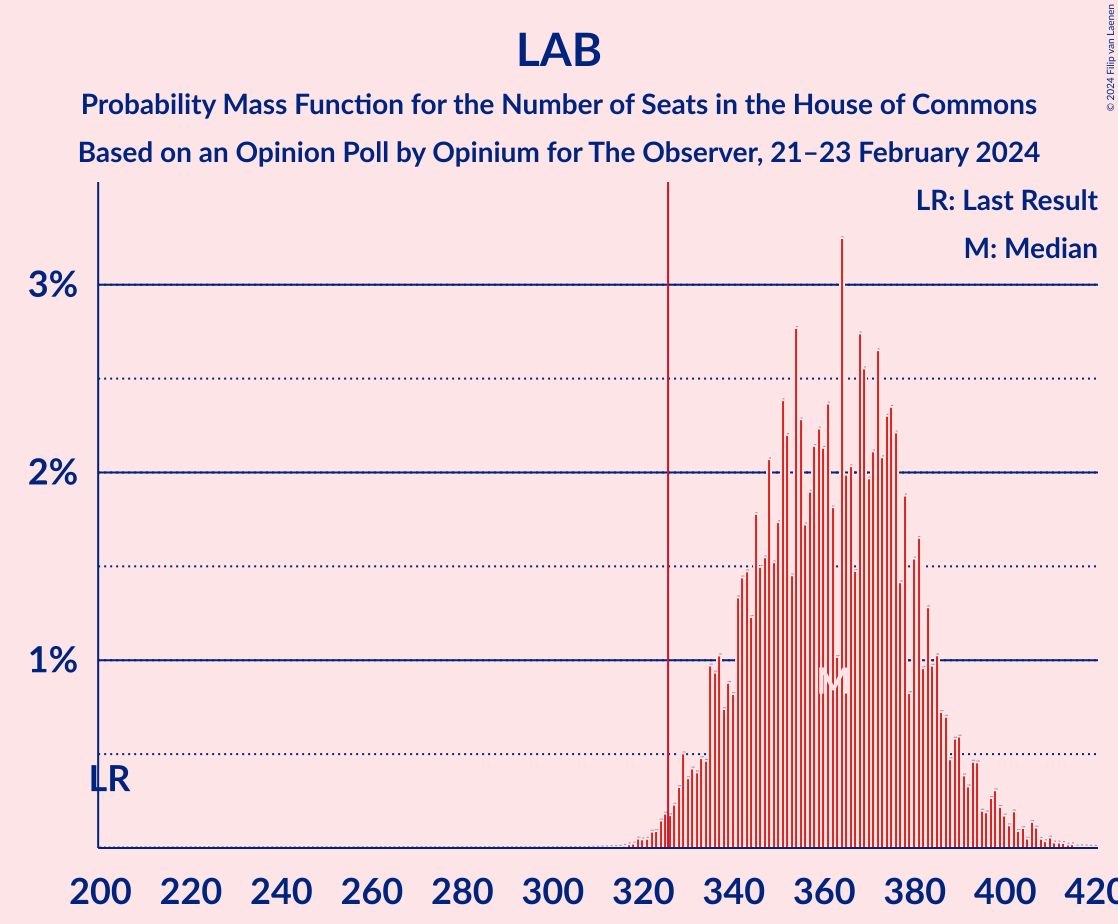 LAB
Probability Mass Function for the Number of Seats in the House of Commons
Based on an Opinion Poll by Opinium for The Observer, 21–23 February 2024
© 2024 Filip van Laenen
LR: Last Result
M: Median
3%
2%
1%
M
LR
200 220 240 260 280 300 320 340 360 380 400 420